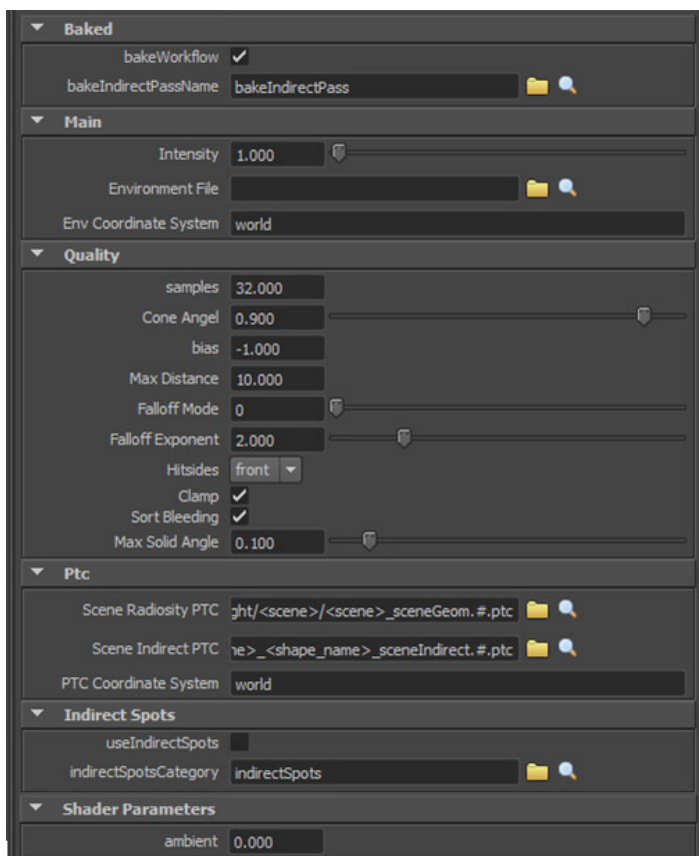 Baked
bakeWorkflow
bakeIndirectPassName bakeIndirectPass
Main
Intensity 1.000
Environment File
Env Coordinate System world
Quality
samples 32.000
Cone Angel 0.900
bias -1.000
Max Distance 10.000
Falloff Mode 0
Falloff Exponent 2.000
Hitsides front
Clamp
Sort Bleeding
Max Solid Angle 0.100
Ptc
Scene Radiosity PTC ght/<scene>/<scene>_sceneGeom.#.ptc
Scene Indirect PTC ne>_<shape_name>_sceneIndirect.#.ptc
PTC Coordinate System world
Indirect Spots
useIndirectSpots
indirectSpotsCategory indirectSpots
Shader Parameters
ambient 0.000